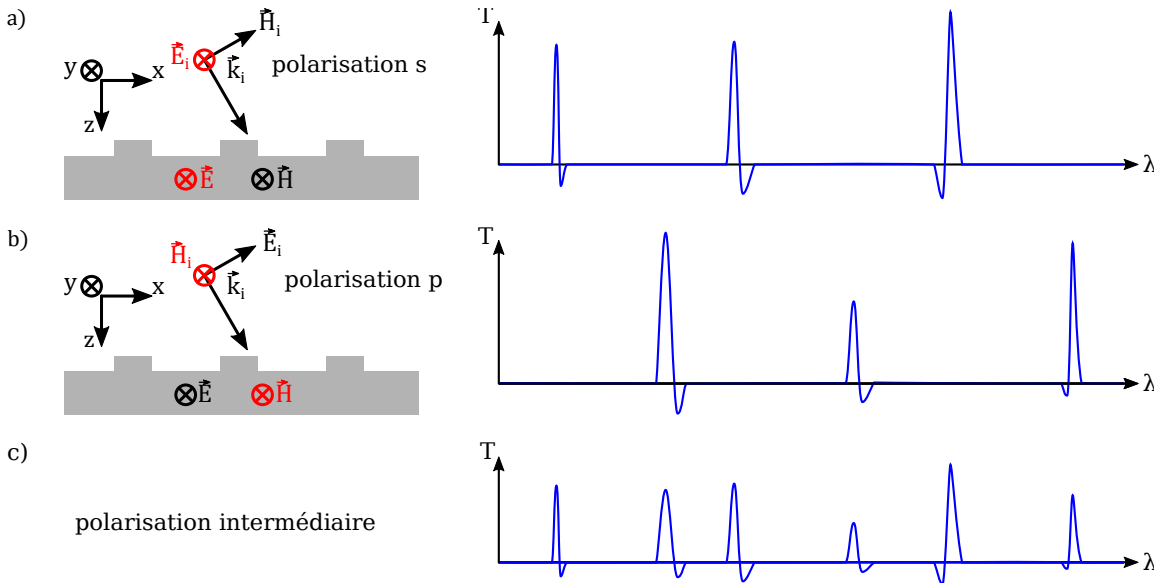 a)
H⃗i
E⃗i
k⃗i
polarisation s
y
x
z
E⃗
H⃗
T
λ
b)
E⃗i
H⃗i
k⃗i
polarisation p
y
x
z
E⃗
H⃗
T
λ
c)
polarisation intermédiaire
T
λ